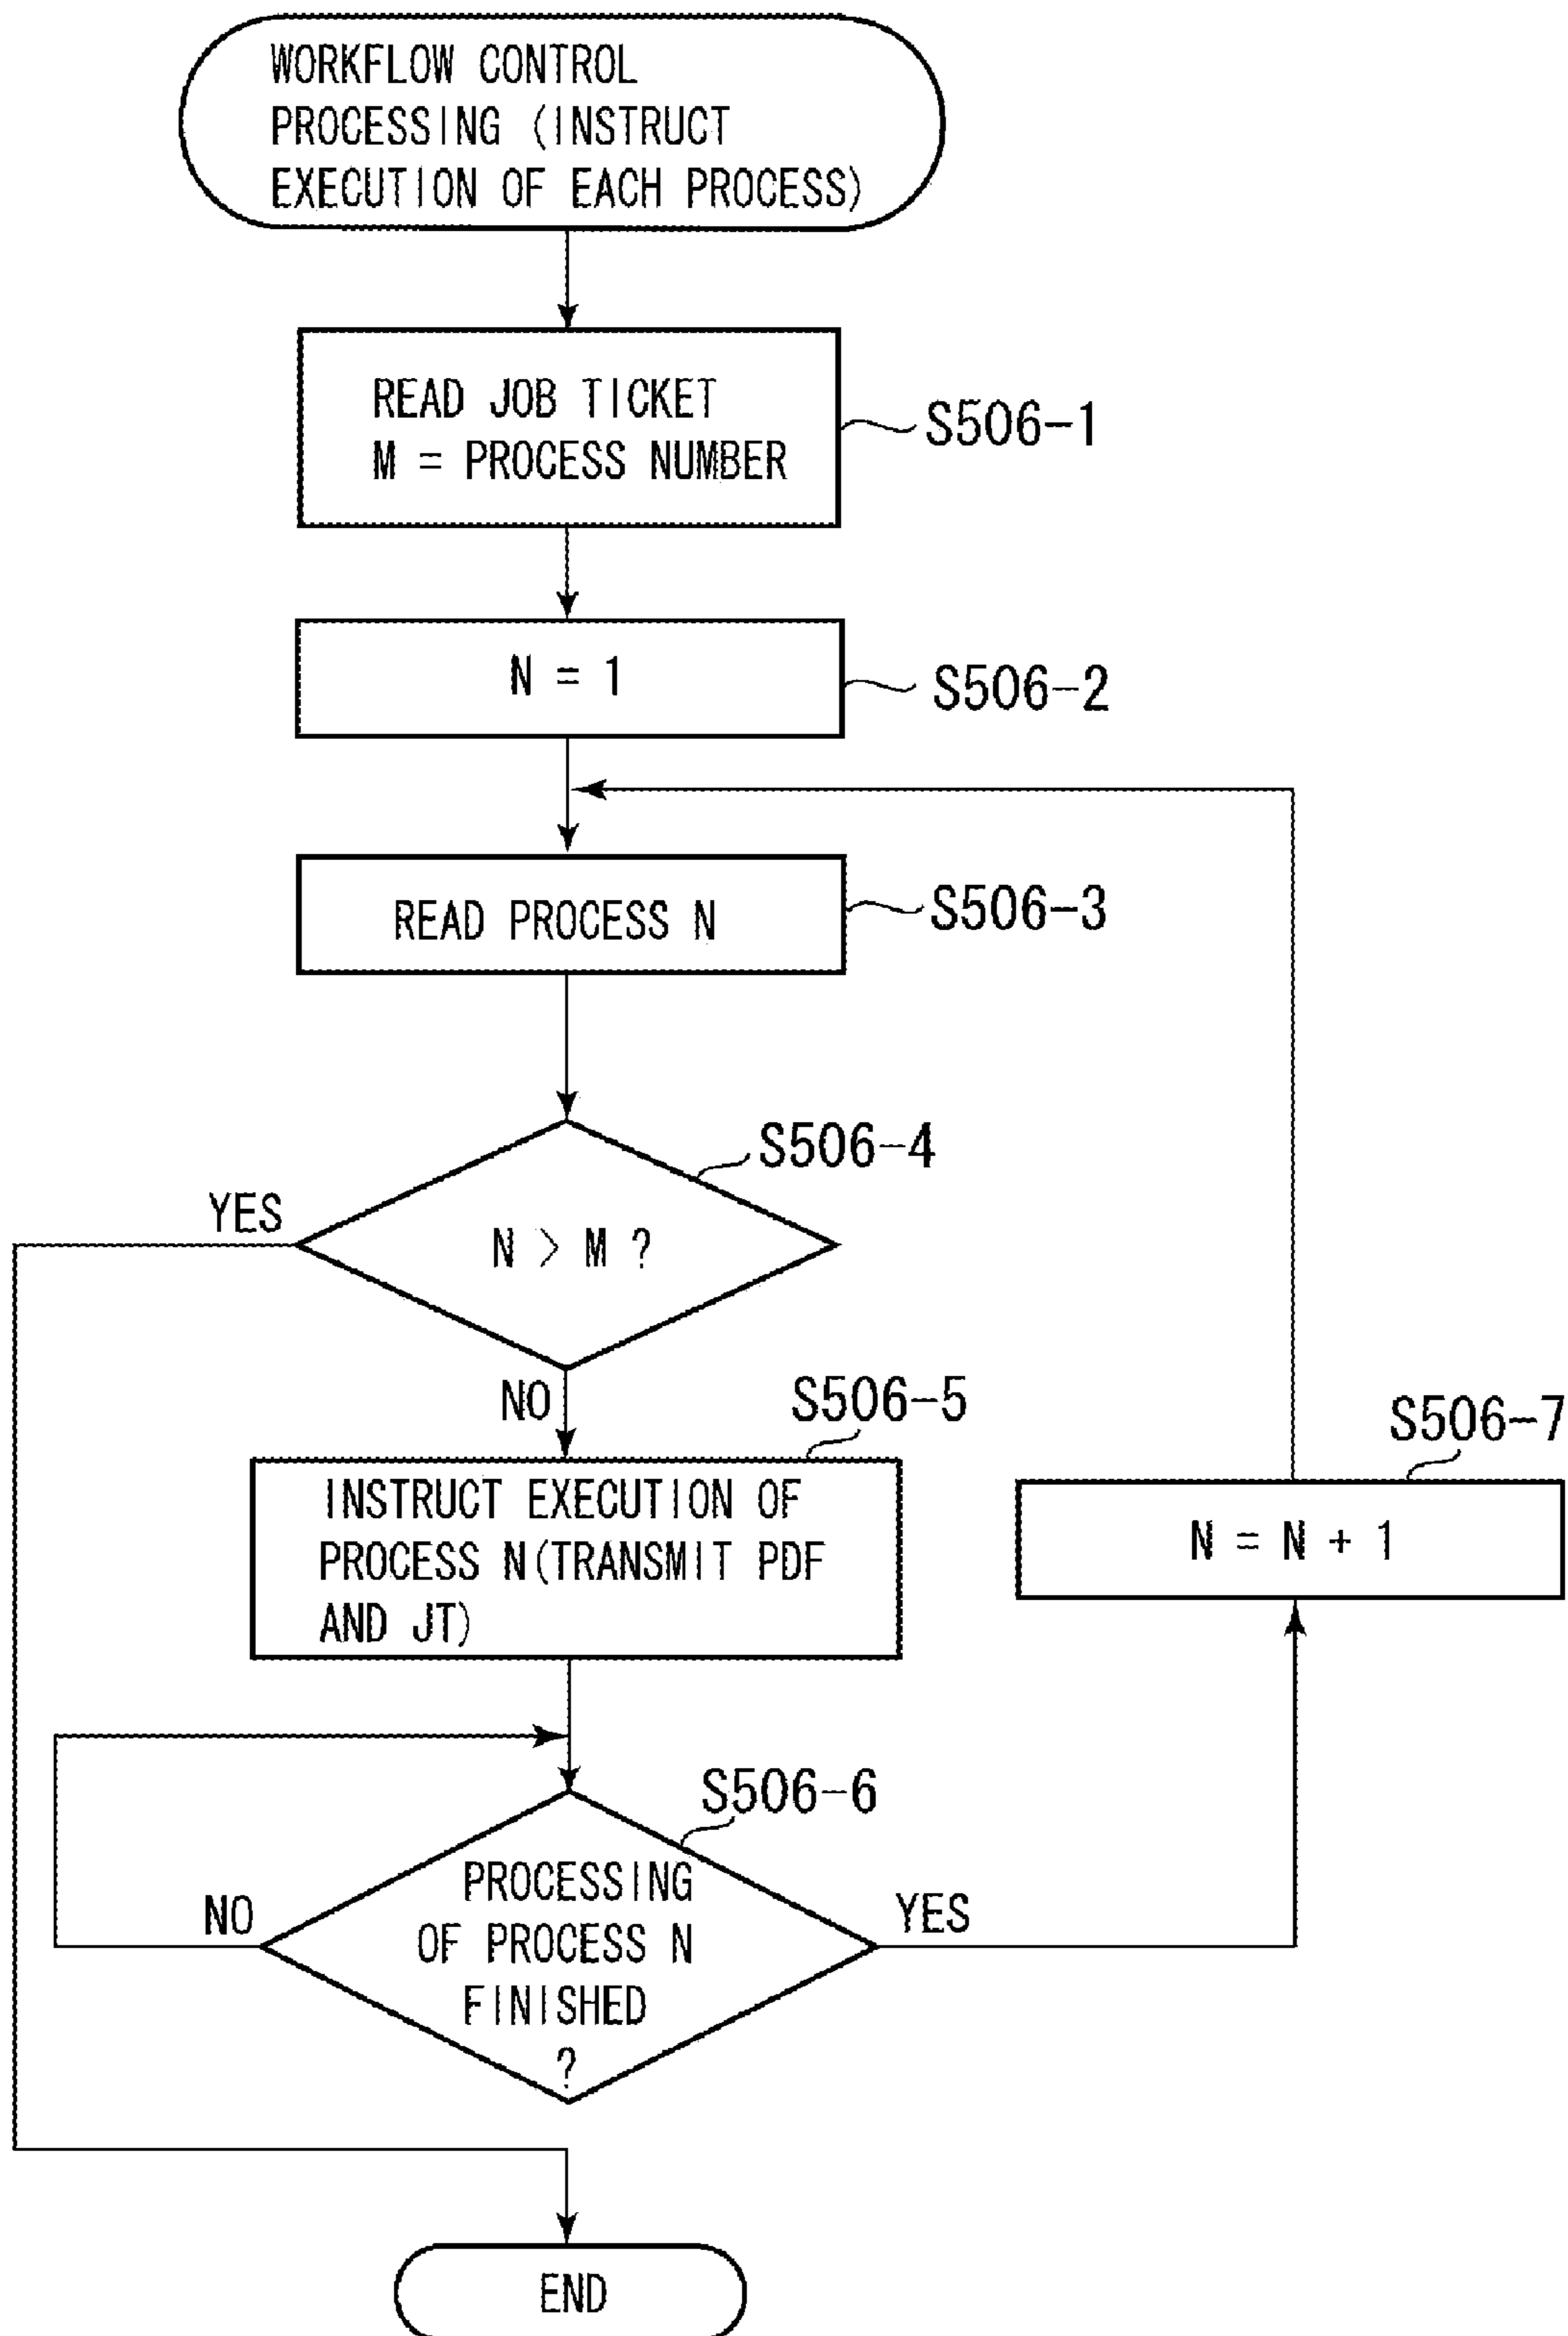 WORKFLOW CONTROL
PROCESSING (INSTRUCT
EXECUTION OF EACH PROCESS)
READ JOB TICKET
M = PROCESS NUMBER
S506-1
N = 1
S506-2
READ PROCESS N
S506-3
S506-4
YES
N > M ?
NO
S506-5
INSTRUCT EXECUTION OF
PROCESS N(TRANSMIT PDF
AND JT)
S506-7
N = N + 1
S506-6
PROCESSING
OF PROCESS N
FINISHED
?
NO
YES
END